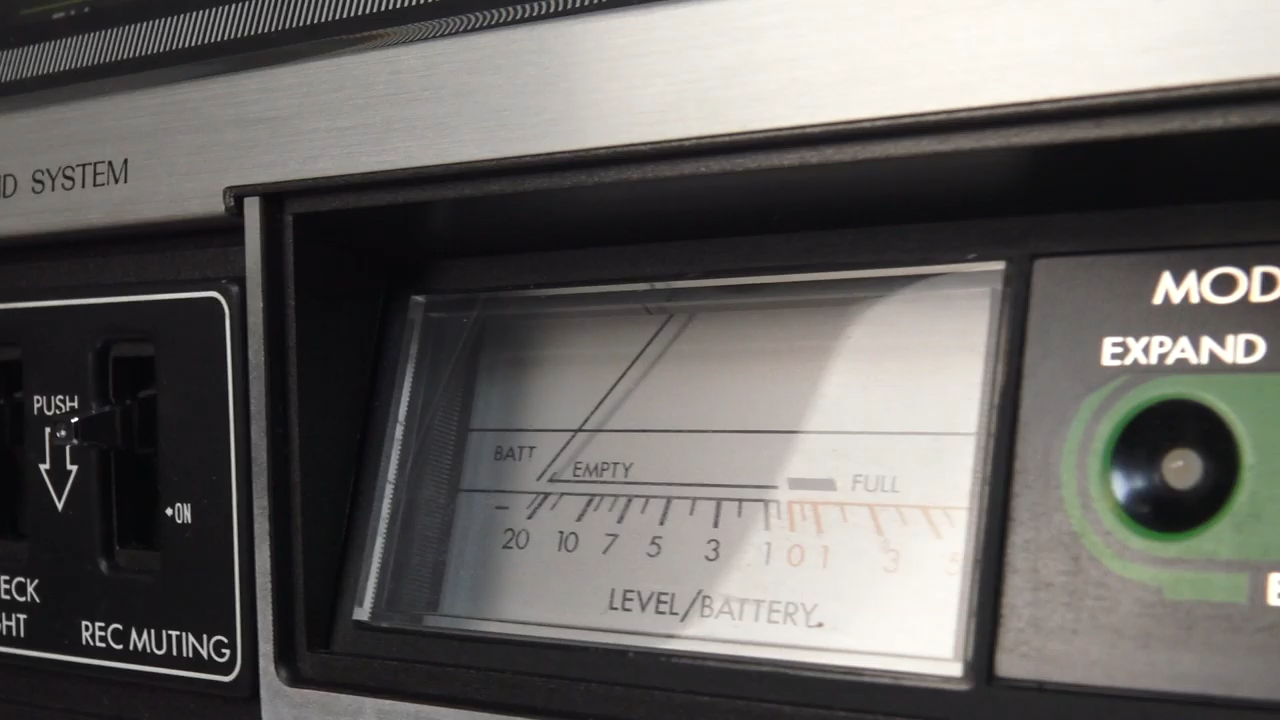 D SYSTEM
PUSH
ON
ECK
HT
REC MUTING
BATT
EMPTY
FULL
- 20 10 7 5 3 1 0 1 3 5
LEVEL/BATTERY
MOD
EXPAND